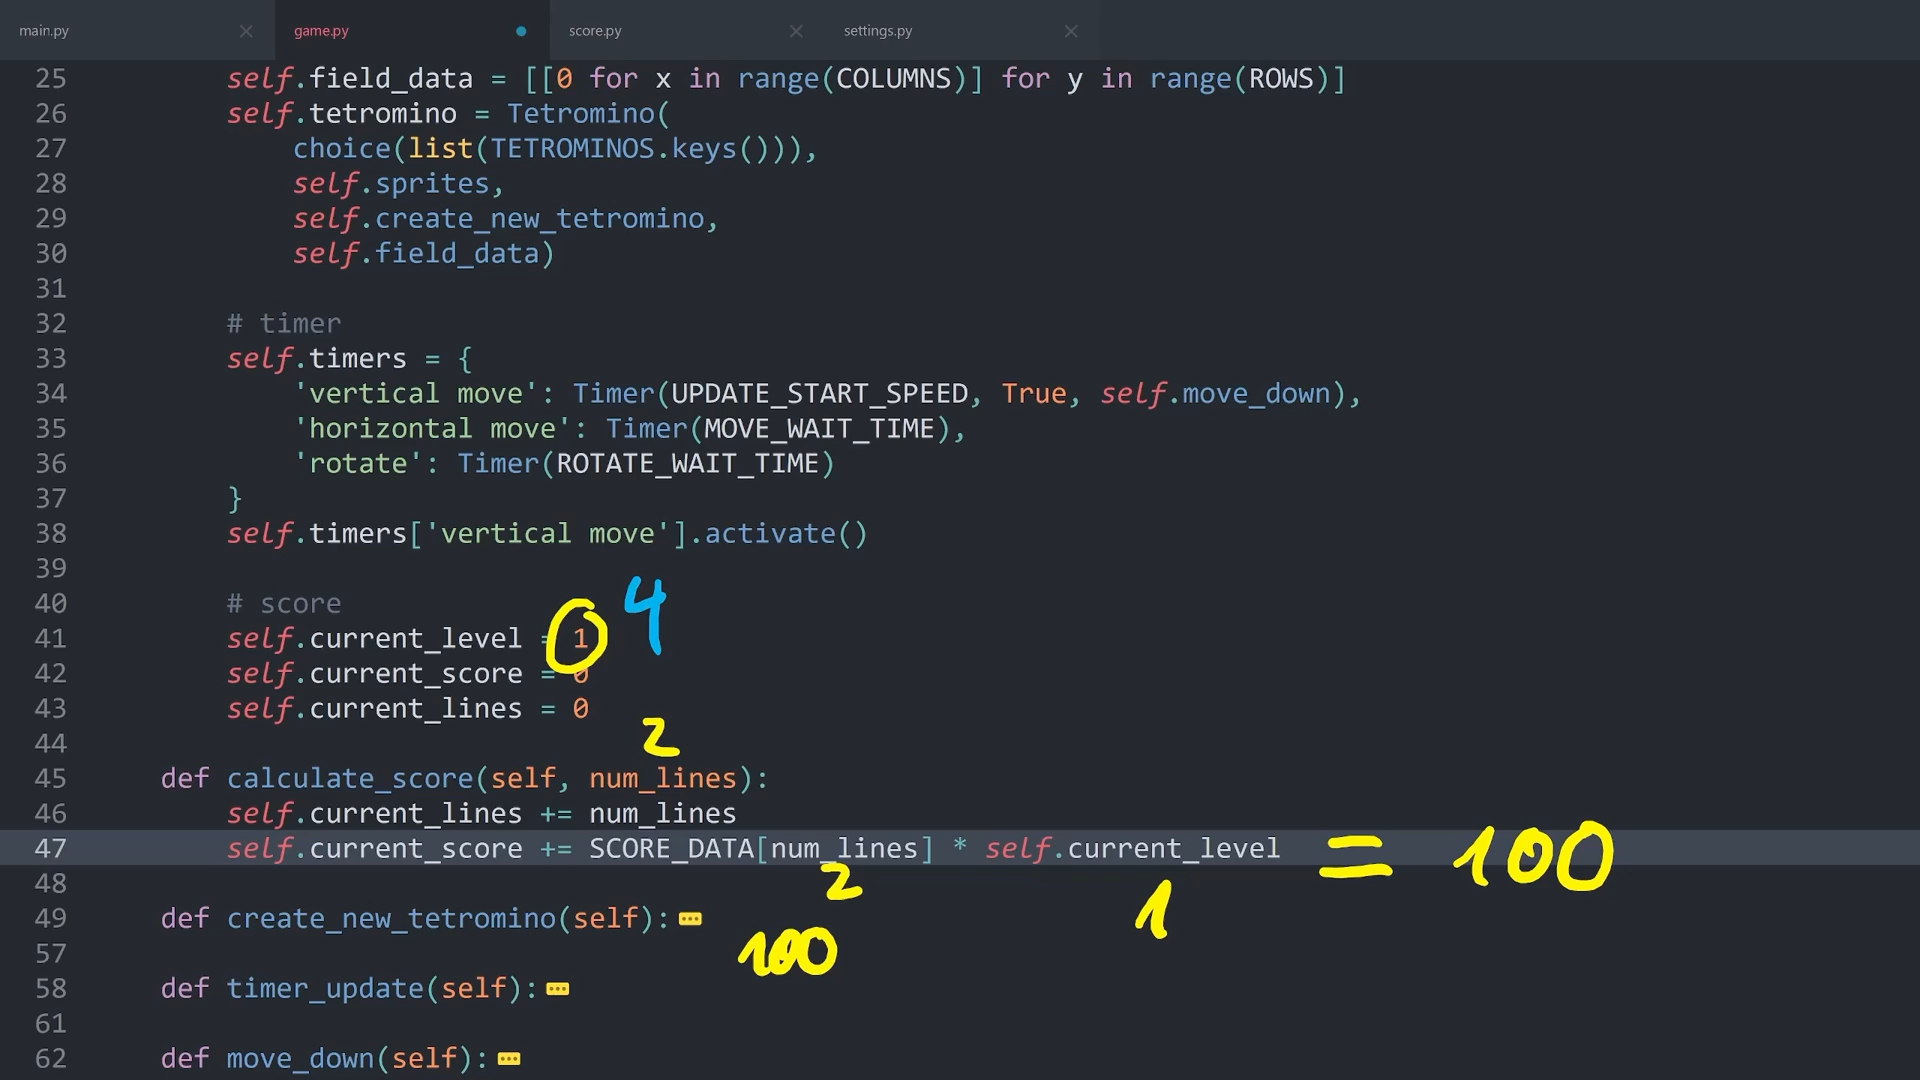 main.py game.py score.py settings.py
25 self.field_data = [[0 for x in range(COLUMNS)] for y in range(ROWS)]
26 self.tetromino = Tetromino(
27 choice(list(TETROMINOS.keys())),
28 self.sprites,
29 self.create_new_tetromino,
30 self.field_data)
31
32 # timer
33 self.timers = {
34 'vertical move': Timer(UPDATE_START_SPEED, True, self.move_down),
35 'horizontal move': Timer(MOVE_WAIT_TIME),
36 'rotate': Timer(ROTATE_WAIT_TIME)
37 }
38 self.timers['vertical move'].activate()
39
40 # score 4
41 self.current_level = 1
42 self.current_score = 0
43 self.current_lines = 0
44 2
45 def calculate_score(self, num_lines):
46 self.current_lines += num_lines
47 self.current_score += SCORE_DATA[num_lines] * self.current_level = 100
48 2 1
49 def create_new_tetromino(self):
57 100
58 def timer_update(self):
61
62 def move_down(self):